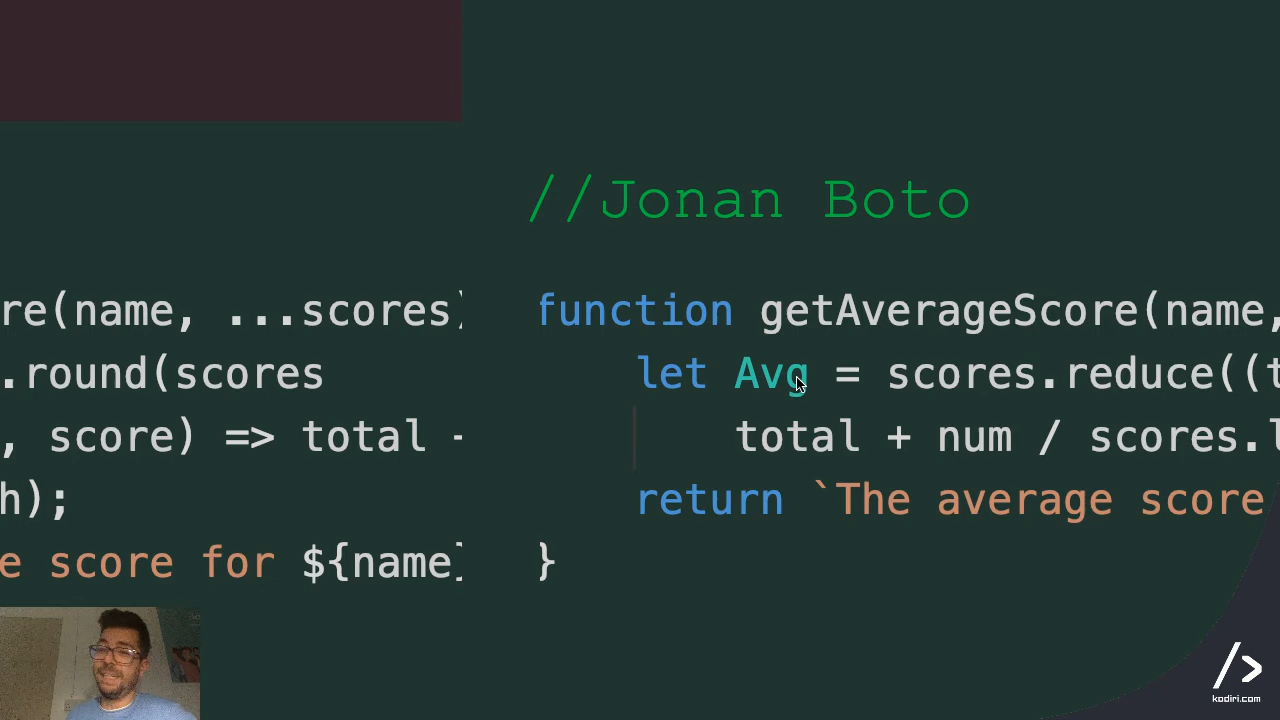 //Jonan Boto
re(name, ...scores)
.round(scores
, score) => total -
h);
e score for ${name}
function getAverageScore(name,
let Avg = scores.reduce((t
total + num / scores.l
return `The average score
}
/>
kodiri.com